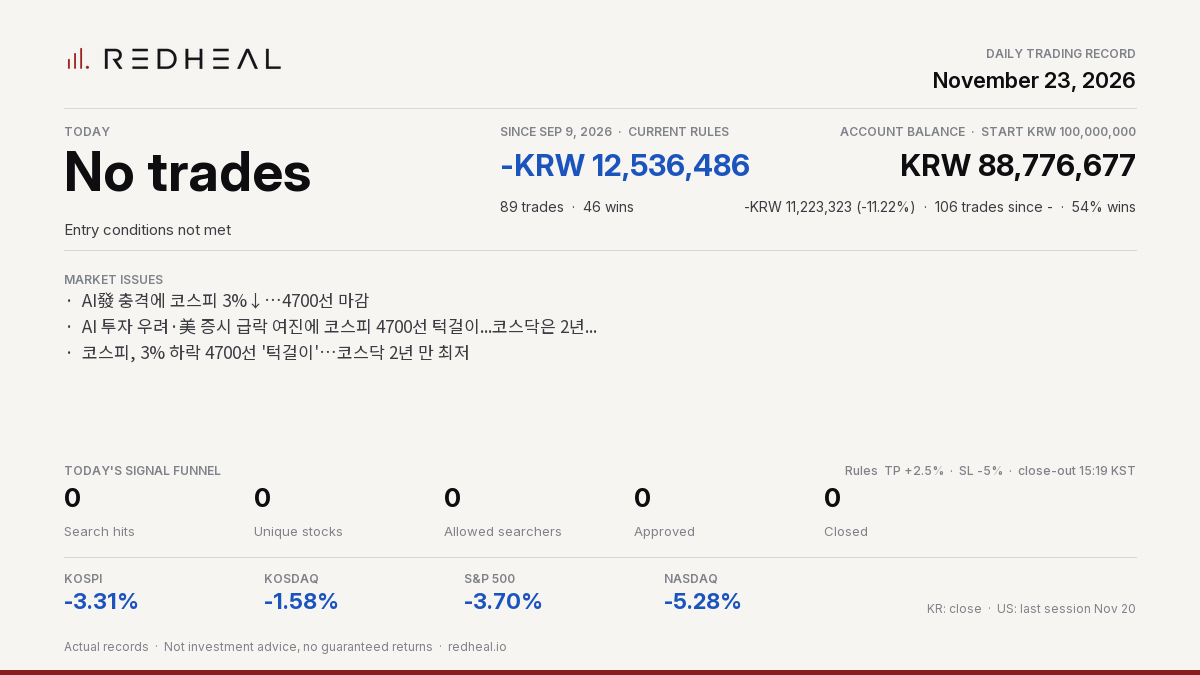 REDHEAL
DAILY TRADING RECORD
November 23, 2026
TODAY
No trades
Entry conditions not met
SINCE SEP 9, 2026 · CURRENT RULES
-KRW 12,536,486
89 trades · 46 wins
ACCOUNT BALANCE · START KRW 100,000,000
KRW 88,776,677
-KRW 11,223,323 (-11.22%) · 106 trades since - · 54% wins
MARKET ISSUES
· AI發 충격에 코스피 3%↓…4700선 마감
· AI 투자 우려·美 증시 급락 여진에 코스피 4700선 턱걸이...코스닥은 2년...
· 코스피, 3% 하락 4700선 '턱걸이'…코스닥 2년 만 최저
TODAY'S SIGNAL FUNNEL
Rules TP +2.5% · SL -5% · close-out 15:19 KST
0
Search hits
0
Unique stocks
0
Allowed searchers
0
Approved
0
Closed
KOSPI
-3.31%
KOSDAQ
-1.58%
S&P 500
-3.70%
NASDAQ
-5.28%
KR: close · US: last session Nov 20
Actual records · Not investment advice, no guaranteed returns · redheal.io